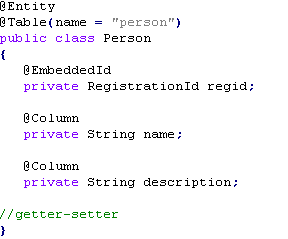 @Entity
@Table(name = "person")
public class Person
{
@EmbeddedId
private RegistrationId regid;
@Column
private String name;
@Column
private String description;
//getter-setter
}